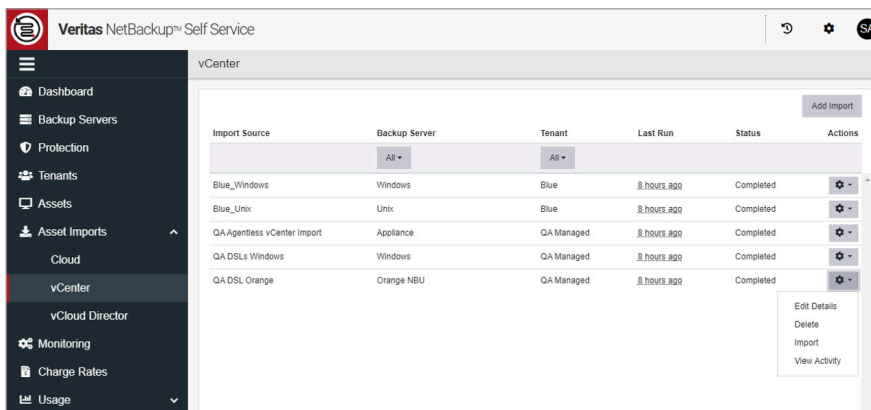 Veritas NetBackup™ Self Service
SA
vCenter
Dashboard
Backup Servers
Protection
Tenants
Assets
Asset Imports
Cloud
vCenter
vCloud Director
Monitoring
Charge Rates
Usage
Add Import
Import Source Backup Server Tenant Last Run Status Actions
All All
Blue_Windows Windows Blue 8 hours ago Completed
Blue_Unix Unix Blue 8 hours ago Completed
QA Agentless vCenter Import Appliance QA Managed 8 hours ago Completed
QA DSLs Windows Windows QA Managed 8 hours ago Completed
QA DSL Orange Orange NBU QA Managed 8 hours ago Completed
Edit Details
Delete
Import
View Activity